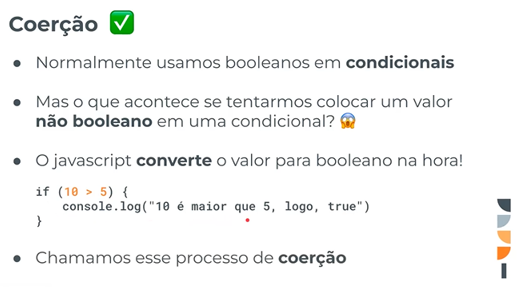 Coerção ✅
● Normalmente usamos booleanos em condicionais
● Mas o que acontece se tentarmos colocar um valor
não booleano em uma condicional? 😱
● O javascript converte o valor para booleano na hora!
if (10 > 5) {
console.log("10 é maior que 5, logo, true")
}
● Chamamos esse processo de coerção